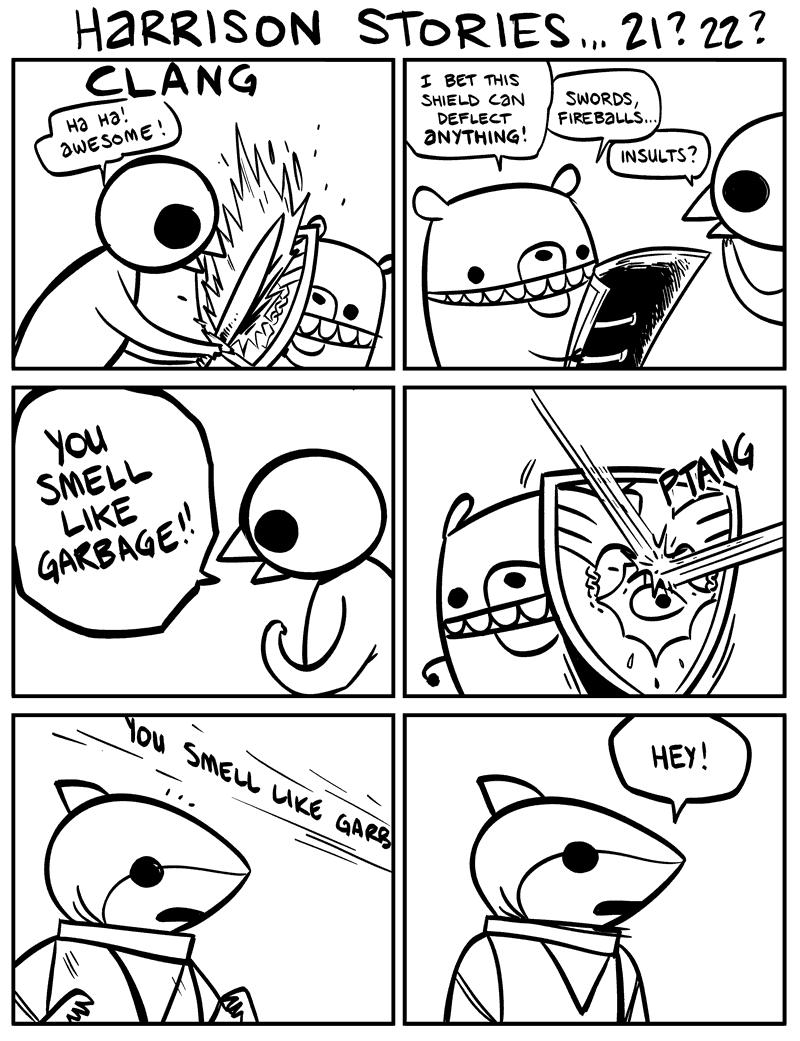 HARRISON STORIES... 21? 22?
CLANG
Ha Ha!
aWESOME!
I BET THIS
SHIELD CaN
DEFLECT
aNYTHING!
SWORDS,
FIREBALLS...
INSULTS?
YOU
SMELL
LIKE
GARBAGE!!
PTANG
YOU SMELL LIKE GARB
HEY!